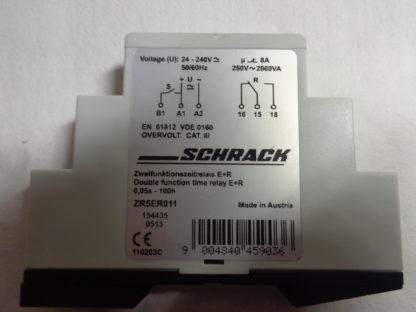 Voltage (U): 24 - 240V ≃ µ 8A
50/60Hz 250V ~ 2000VA
+ U − R
S ≃
B1 A1 A2 16 15 18
EN 61812 VDE 0160
OVERVOLT. CAT. III
SCHRACK
Zweifunktionszeitrelais E+R
Double function time relay E+R
0,05s - 100h
ZR5ER011
154435
0513
Made in Austria
CE
110203C
9 004840 459036